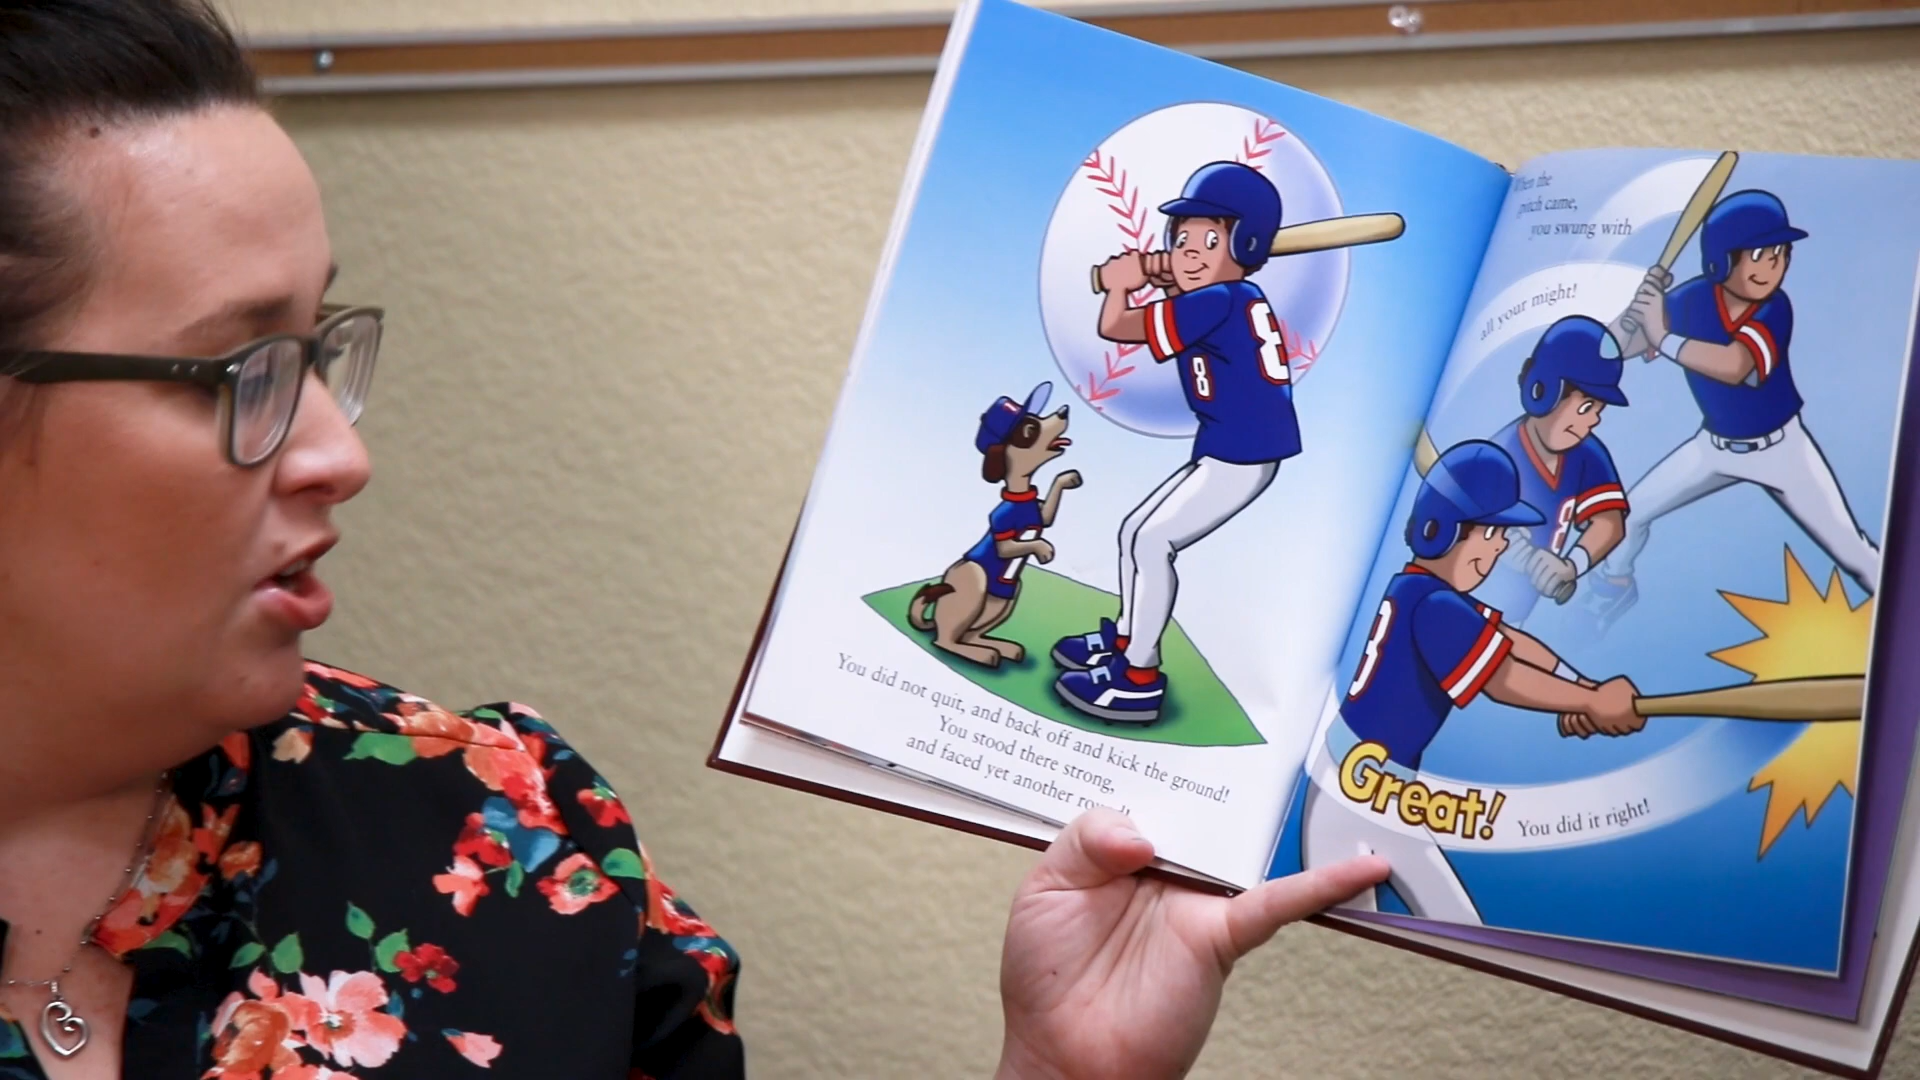 8
8
You did not quit, and back off and kick the ground!
You stood there strong,
and faced yet another
When the
pitch came,
you swung with
all your might!
8
Great! You did it right!